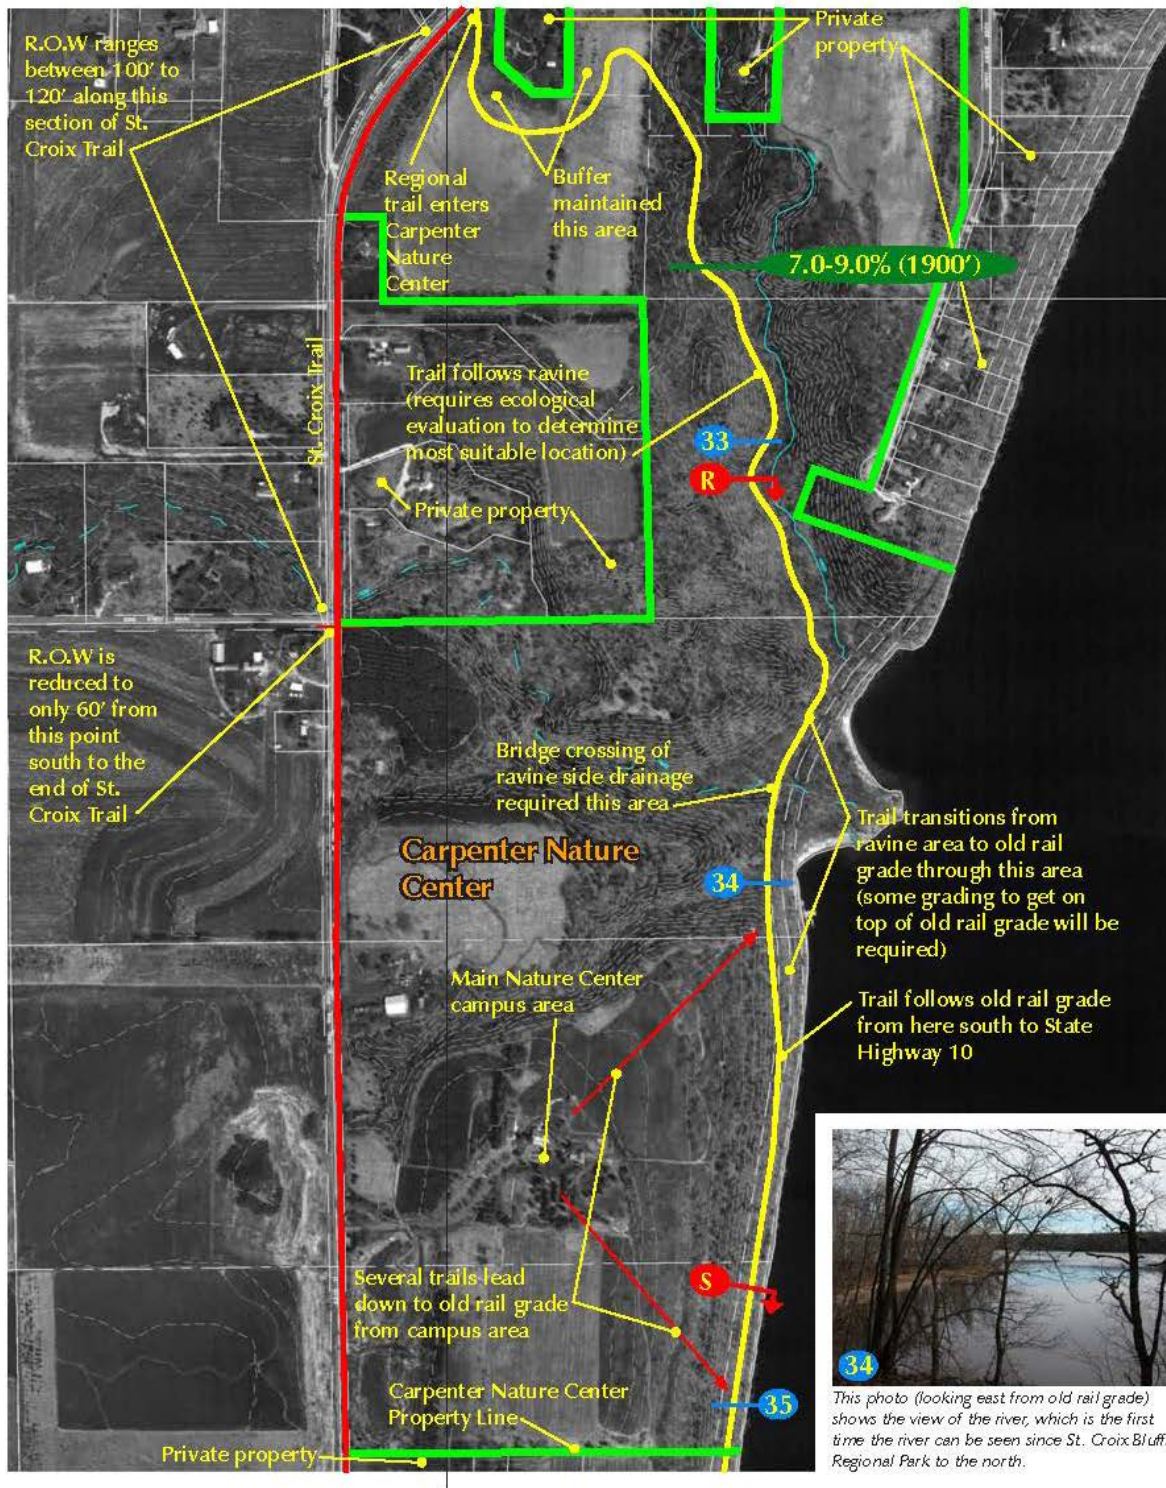 R.O.W ranges
between 100' to
120' along this
section of St.
Croix Trail
Private
property
Regional
trail enters
Carpenter
Nature
Center
Buffer
maintained
this area
7.0-9.0% (1900')
St. Croix Trail
Trail follows ravine
(requires ecological
evaluation to determine
most suitable location)
33
R
Private property
R.O.W is
reduced to
only 60' from
this point
south to the
end of St.
Croix Trail
Bridge crossing of
ravine side drainage
required this area
Trail transitions from
ravine area to old rail
grade through this area
(some grading to get on
top of old rail grade will be
required)
Carpenter Nature
Center
34
Main Nature Center
campus area
Trail follows old rail grade
from here south to State
Highway 10
Several trails lead
down to old rail grade
from campus area
S
34
35
Carpenter Nature Center
Property Line
Private property
This photo (looking east from old rail grade)
shows the view of the river, which is the first
time the river can be seen since St. Croix Bluff
Regional Park to the north.